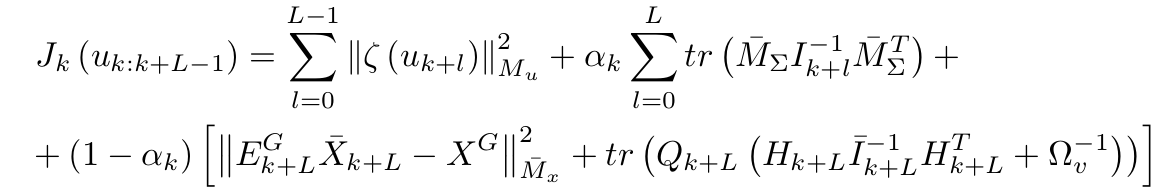 J_k (u_{k:k+L-1}) = \sum_{l=0}^{L-1} \|\zeta (u_{k+l})\|^2_{M_u} + \alpha_k \sum_{l=0}^{L} tr (\bar{M}_\Sigma I^{-1}_{k+l} \bar{M}^T_\Sigma) +
+ (1 - \alpha_k) [ \|E^G_{k+L} \bar{X}_{k+L} - X^G\|^2_{\bar{M}_x} + tr (Q_{k+L} (H_{k+L} \bar{I}^{-1}_{k+L} H^T_{k+L} + \Omega^{-1}_v)) ]